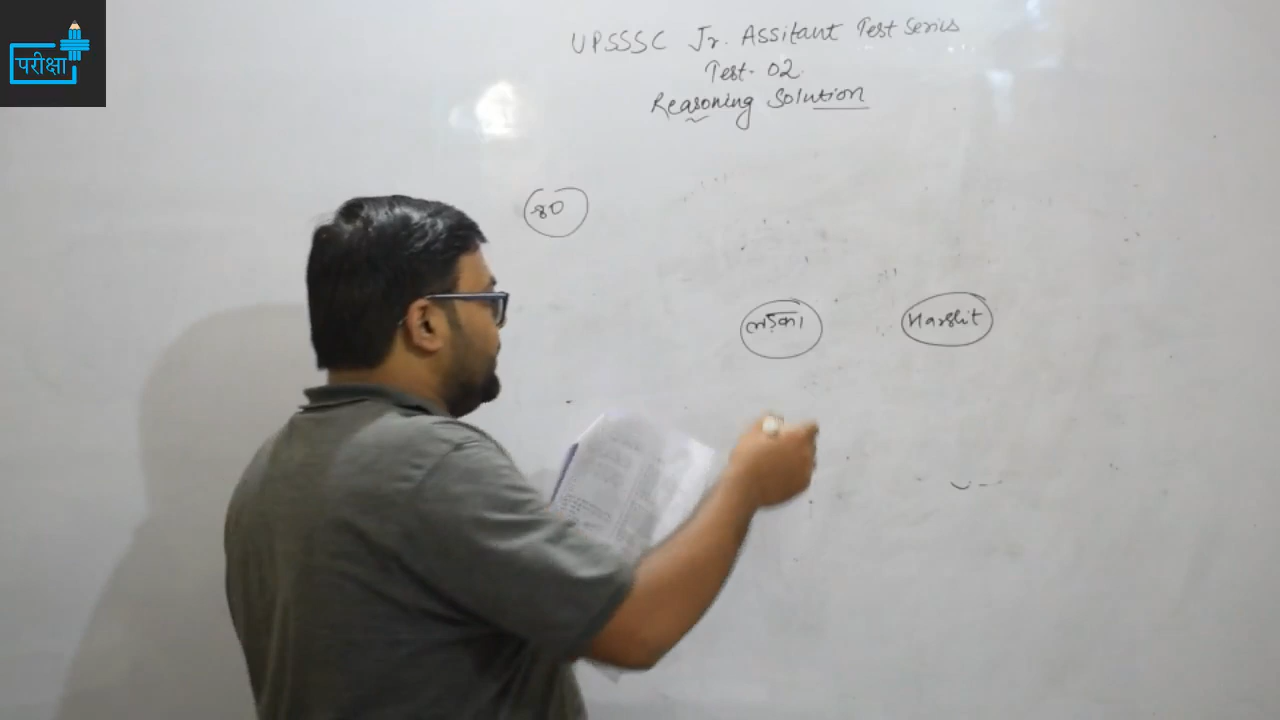 परीक्षा
UPSSSC Jr. Assitant Test Series
Test-02
Reasoning Solution
80
लड़का Harshit